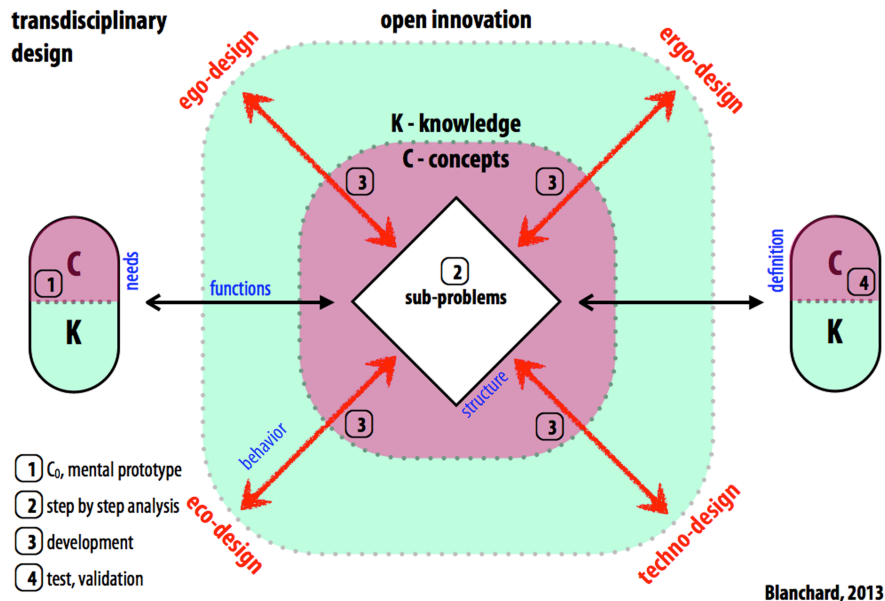 transdisciplinary
design
open innovation
ego-design
ergo-design
K - knowledge
C - concepts
3
3
C
1
K
needs
functions
2
sub-problems
definition
C
4
K
structure
behavior
3
3
eco-design
techno-design
1 C₀, mental prototype
2 step by step analysis
3 development
4 test, validation
Blanchard, 2013